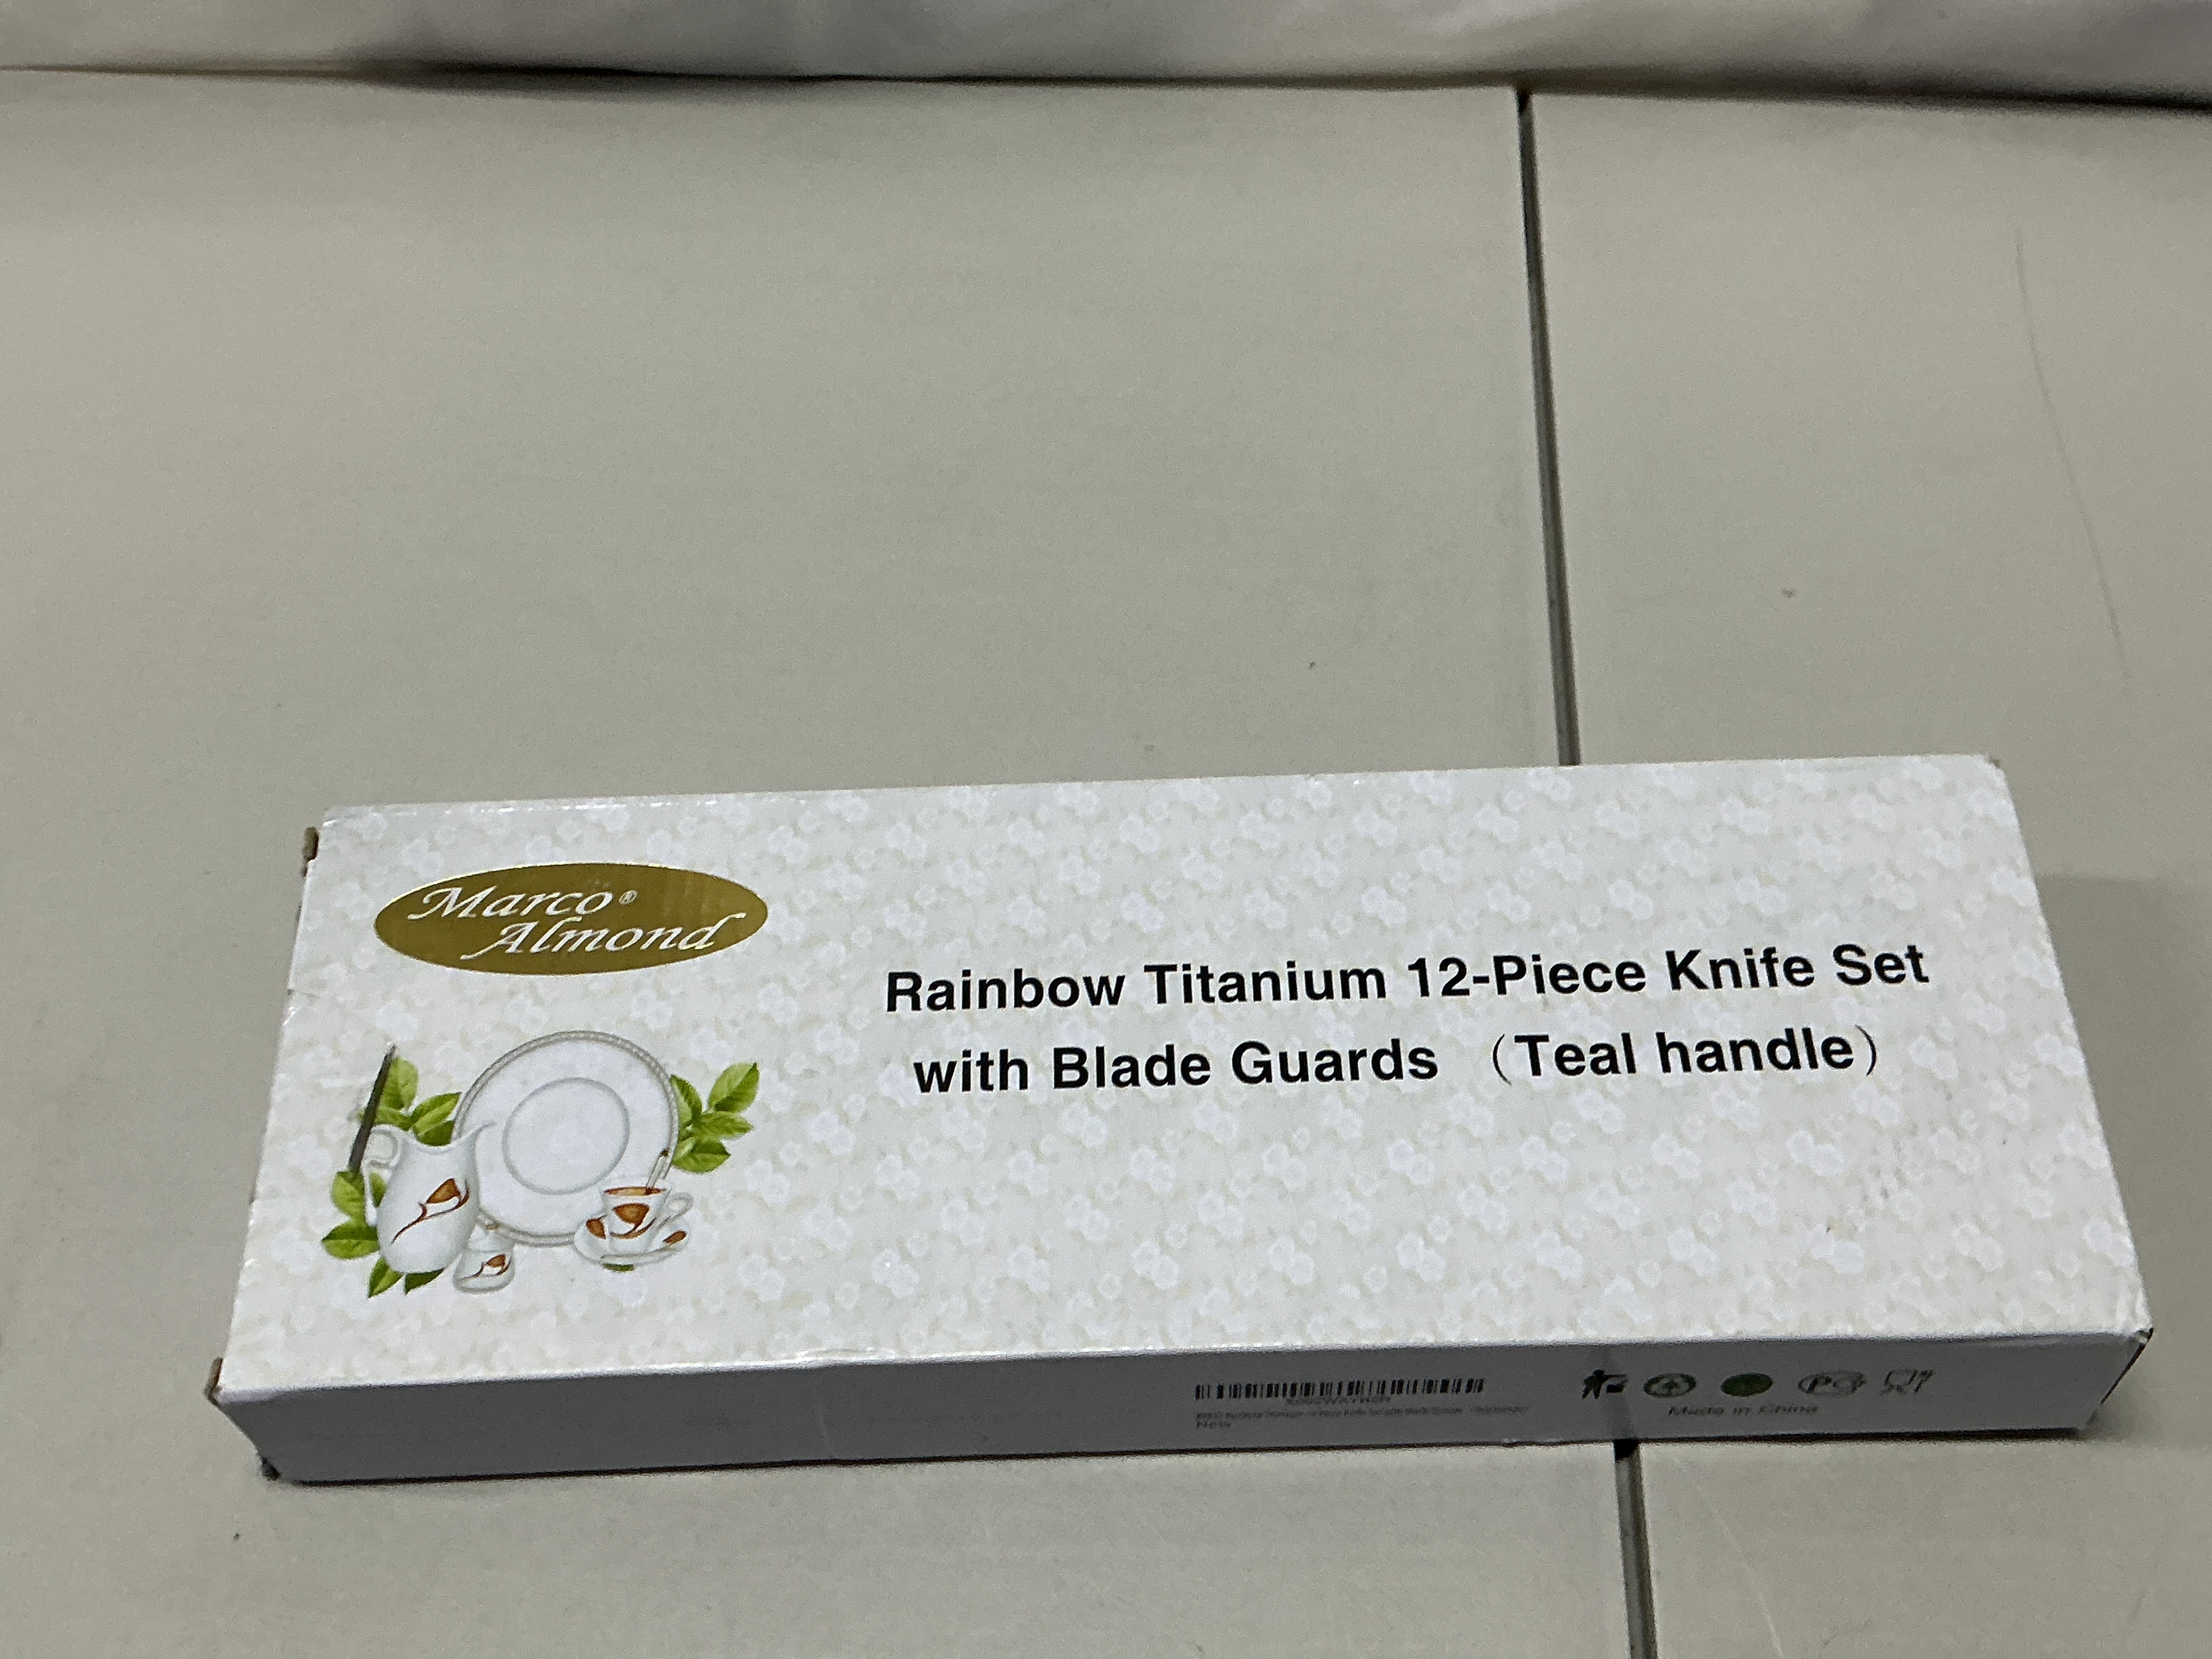 Marco®
Almond
Rainbow Titanium 12-Piece Knife Set
with Blade Guards （Teal handle）
New
Made in China